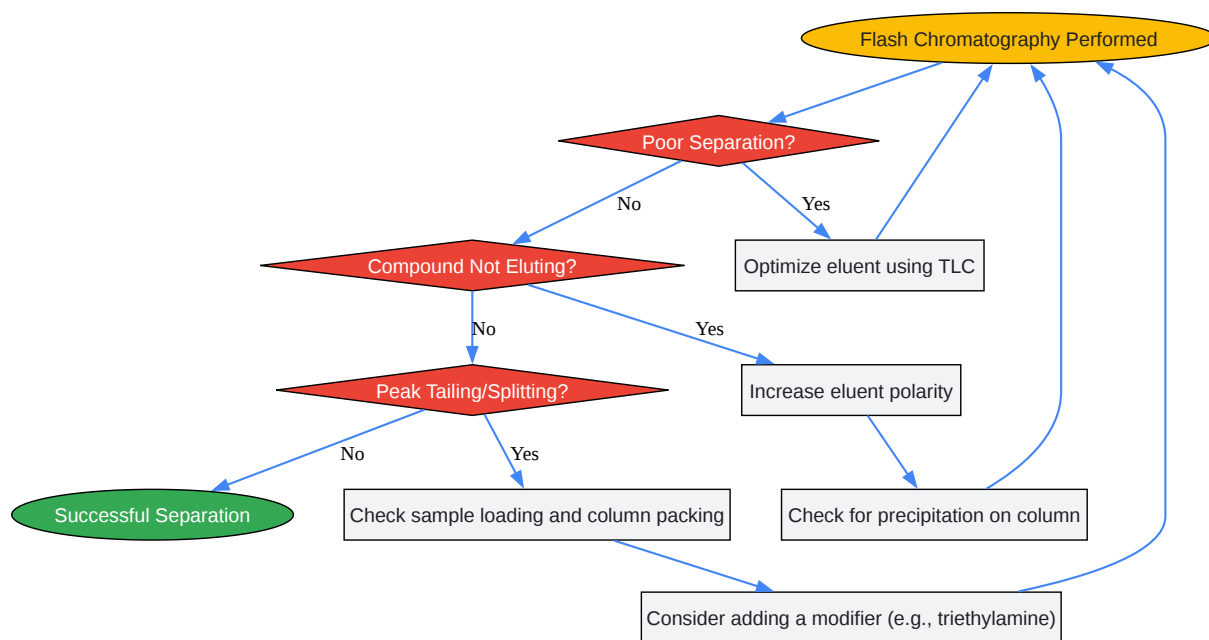 Flash Chromatography Performed
Poor Separation?
No
Yes
Compound Not Eluting?
Optimize eluent using TLC
No
Yes
Peak Tailing/Splitting?
Increase eluent polarity
No
Yes
Successful Separation
Check sample loading and column packing
Check for precipitation on column
Consider adding a modifier (e.g., triethylamine)